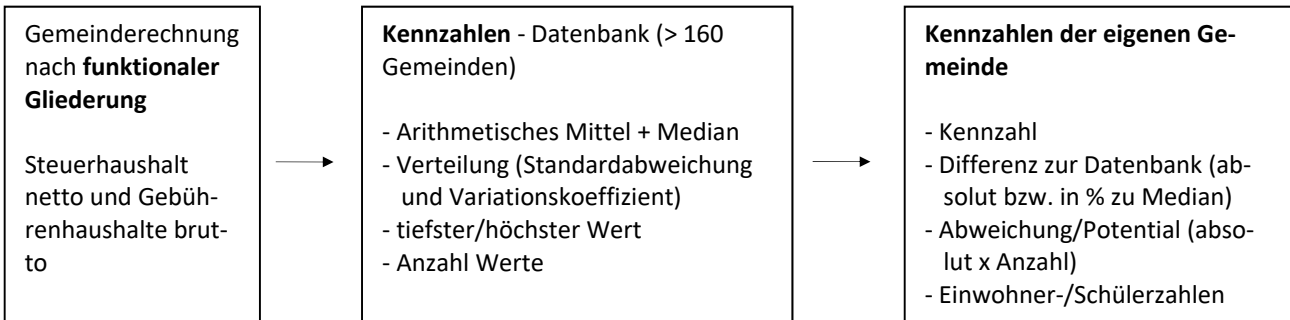 Gemeinderechnung
nach funktionaler
Gliederung
Steuerhaushalt
netto und Gebüh-
renhaushalte brut-
to
Kennzahlen - Datenbank (> 160
Gemeinden)
- Arithmetisches Mittel + Median
- Verteilung (Standardabweichung
und Variationskoeffizient)
- tiefster/höchster Wert
- Anzahl Werte
Kennzahlen der eigenen Ge-
meinde
- Kennzahl
- Differenz zur Datenbank (ab-
solut bzw. in % zu Median)
- Abweichung/Potential (abso-
lut x Anzahl)
- Einwohner-/Schülerzahlen